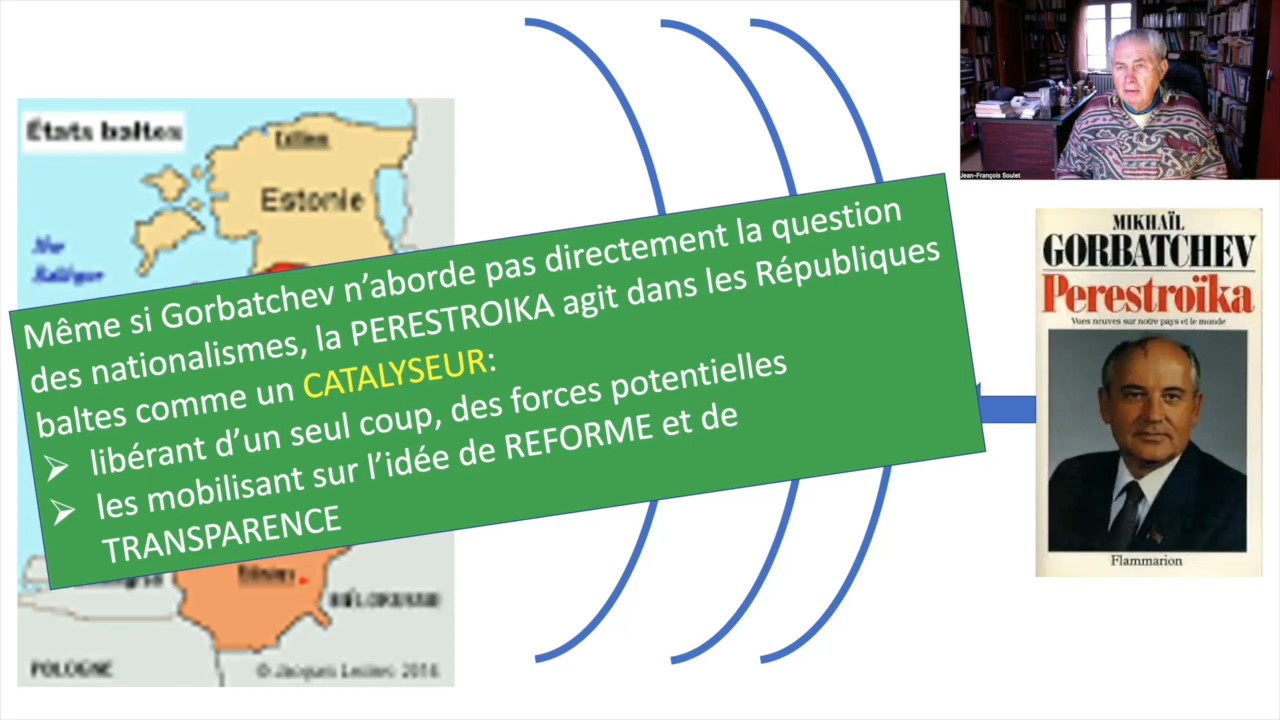 États baltes
Tallinn
Estonie
Mer
Baltique
Même si Gorbatchev n’aborde pas directement la question
des nationalismes, la PERESTROIKA agit dans les Républiques
baltes comme un CATALYSEUR:
➢ libérant d’un seul coup, des forces potentielles
➢ les mobilisant sur l’idée de REFORME et de
TRANSPARENCE
Vilnius
BIÉLORUSSIE
POLOGNE
© Jacques Leclerc 2014
Jean-François Soulet
MIKHAÏL
GORBATCHEV
Perestroïka
Vues neuves sur notre pays et le monde
Flammarion